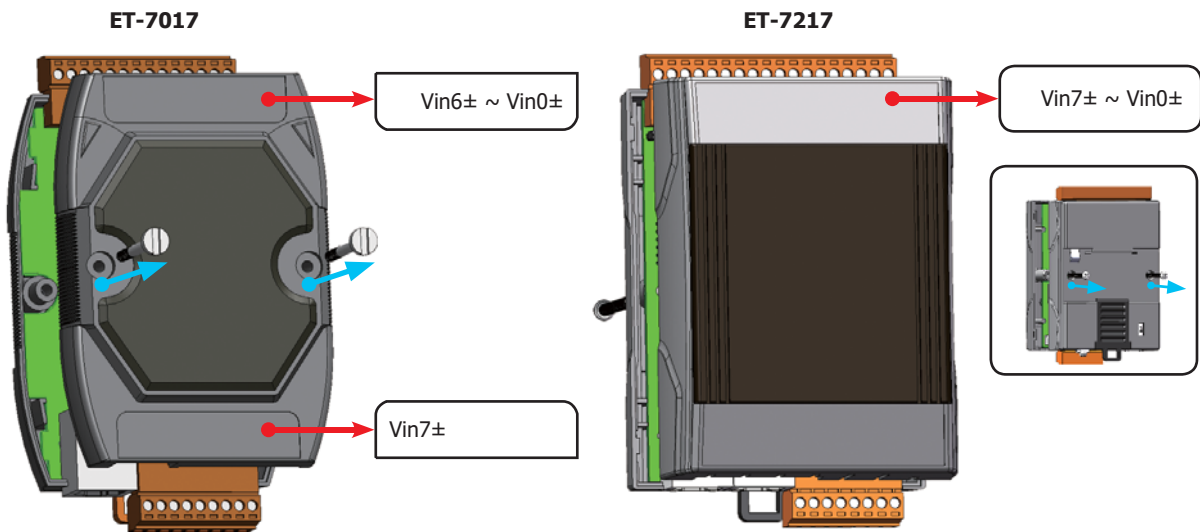 ET-7017
ET-7217
Vin6± ~ Vin0±
Vin7± ~ Vin0±
Vin7±